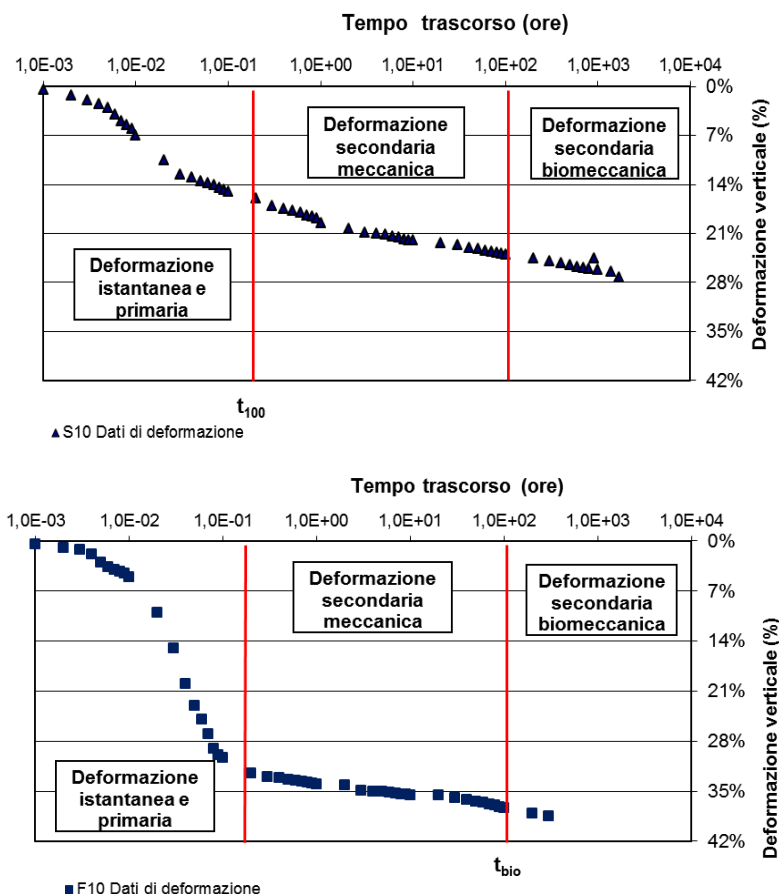 Tempo trascorso (ore)
1,0E-03 1,0E-02 1,0E-01 1,0E+00 1,0E+01 1,0E+02 1,0E+03 1,0E+04
0%
7%
14%
21%
28%
35%
42%
Deformazione verticale (%)
Deformazione
secondaria
meccanica
Deformazione
secondaria
biomeccanica
Deformazione
istantanea e
primaria
t100
S10 Dati di deformazione
Tempo trascorso (ore)
1,0E-03 1,0E-02 1,0E-01 1,0E+00 1,0E+01 1,0E+02 1,0E+03 1,0E+04
0%
7%
14%
21%
28%
35%
42%
Deformazione verticale (%)
Deformazione
secondaria
meccanica
Deformazione
secondaria
biomeccanica
Deformazione
istantanea e
primaria
tbio
F10 Dati di deformazione